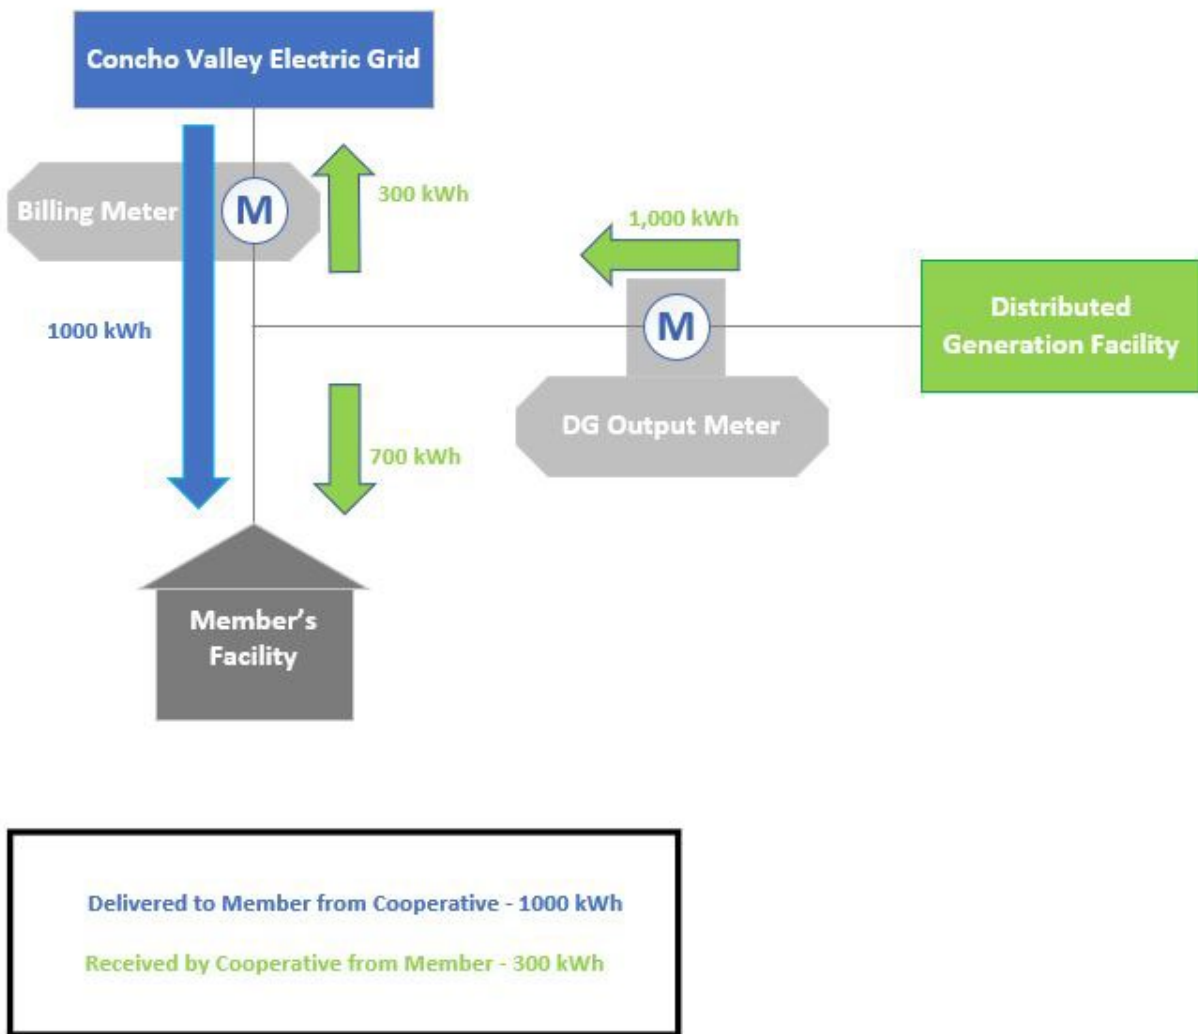 Concho Valley Electric Grid
Billing Meter
M
300 kWh
1,000 kWh
1000 kWh
M
Distributed
Generation Facility
DG Output Meter
700 kWh
Member’s
Facility
Delivered to Member from Cooperative - 1000 kWh
Received by Cooperative from Member - 300 kWh